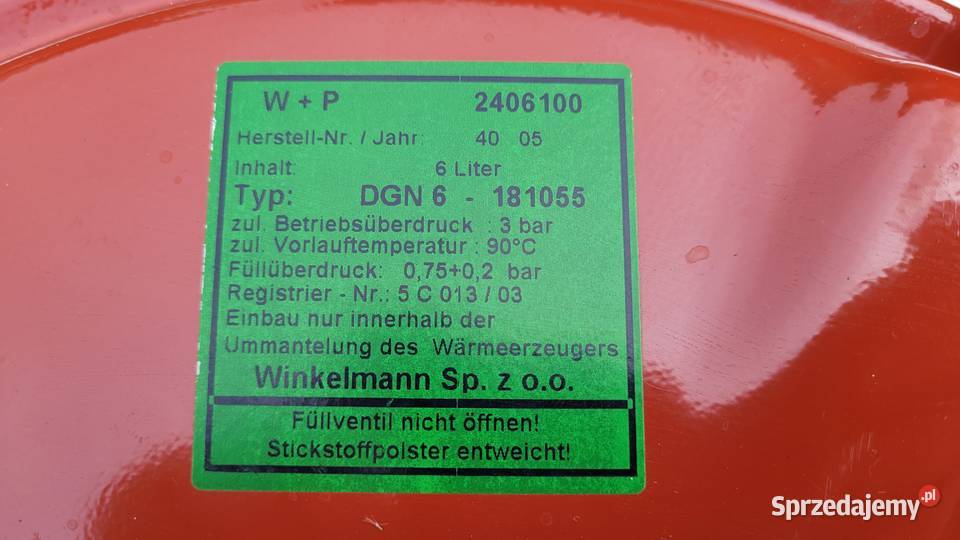 W + P 2406100
Herstell-Nr. / Jahr: 40 05
Inhalt: 6 Liter
Typ: DGN 6 - 181055
zul. Betriebsüberdruck : 3 bar
zul. Vorlauftemperatur : 90°C
Füllüberdruck: 0,75+0,2 bar
Registrier - Nr.: 5 C 013 / 03
Einbau nur innerhalb der
Ummantelung des Wärmeerzeugers
Winkelmann Sp. z o.o.
Füllventil nicht öffnen!
Stickstoffpolster entweicht!
Sprzedajemy.pl